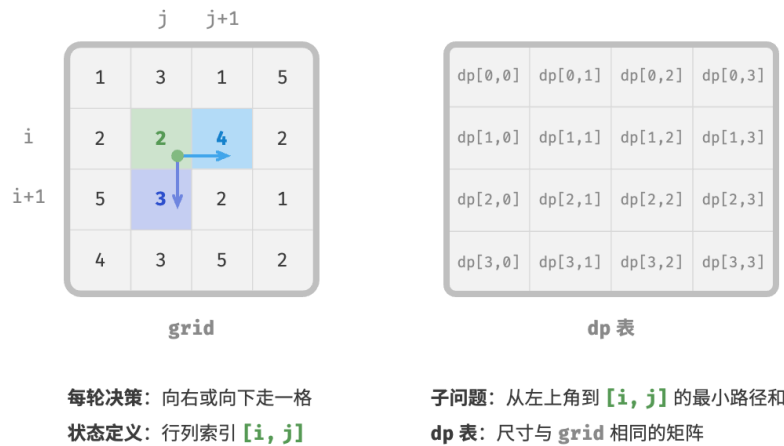 j j+1
1 3 1 5
i 2 2 4 2
i+1 5 3 2 1
4 3 5 2
grid
dp[0,0] dp[0,1] dp[0,2] dp[0,3]
dp[1,0] dp[1,1] dp[1,2] dp[1,3]
dp[2,0] dp[2,1] dp[2,2] dp[2,3]
dp[3,0] dp[3,1] dp[3,2] dp[3,3]
dp 表
每轮决策：向右或向下走一格
状态定义：行列索引 [i, j]
子问题：从左上角到 [i, j] 的最小路径和
dp 表：尺寸与 grid 相同的矩阵